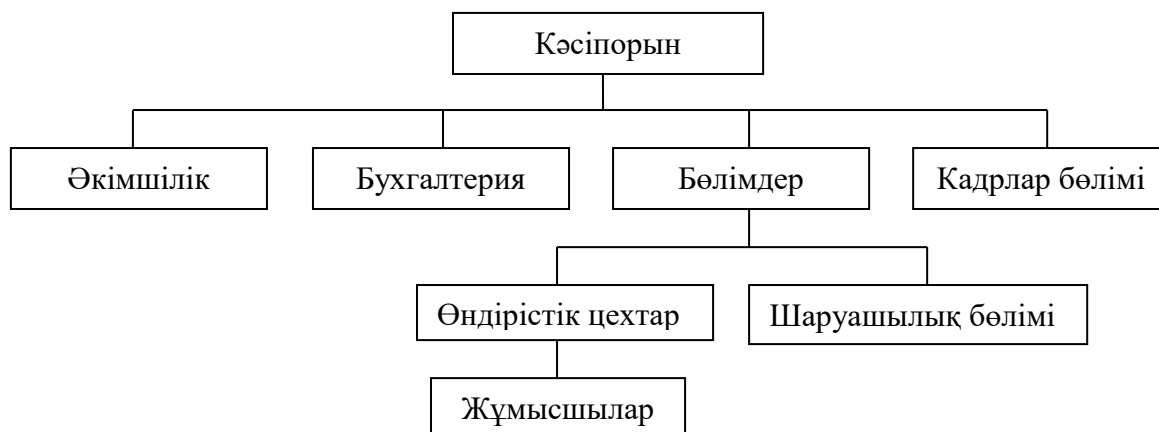 Кәсіпорын
Әкімшілік
Бухгалтерия
Бөлімдер
Кадрлар бөлімі
Өндірістік цехтар
Шаруашылық бөлімі
Жұмысшылар